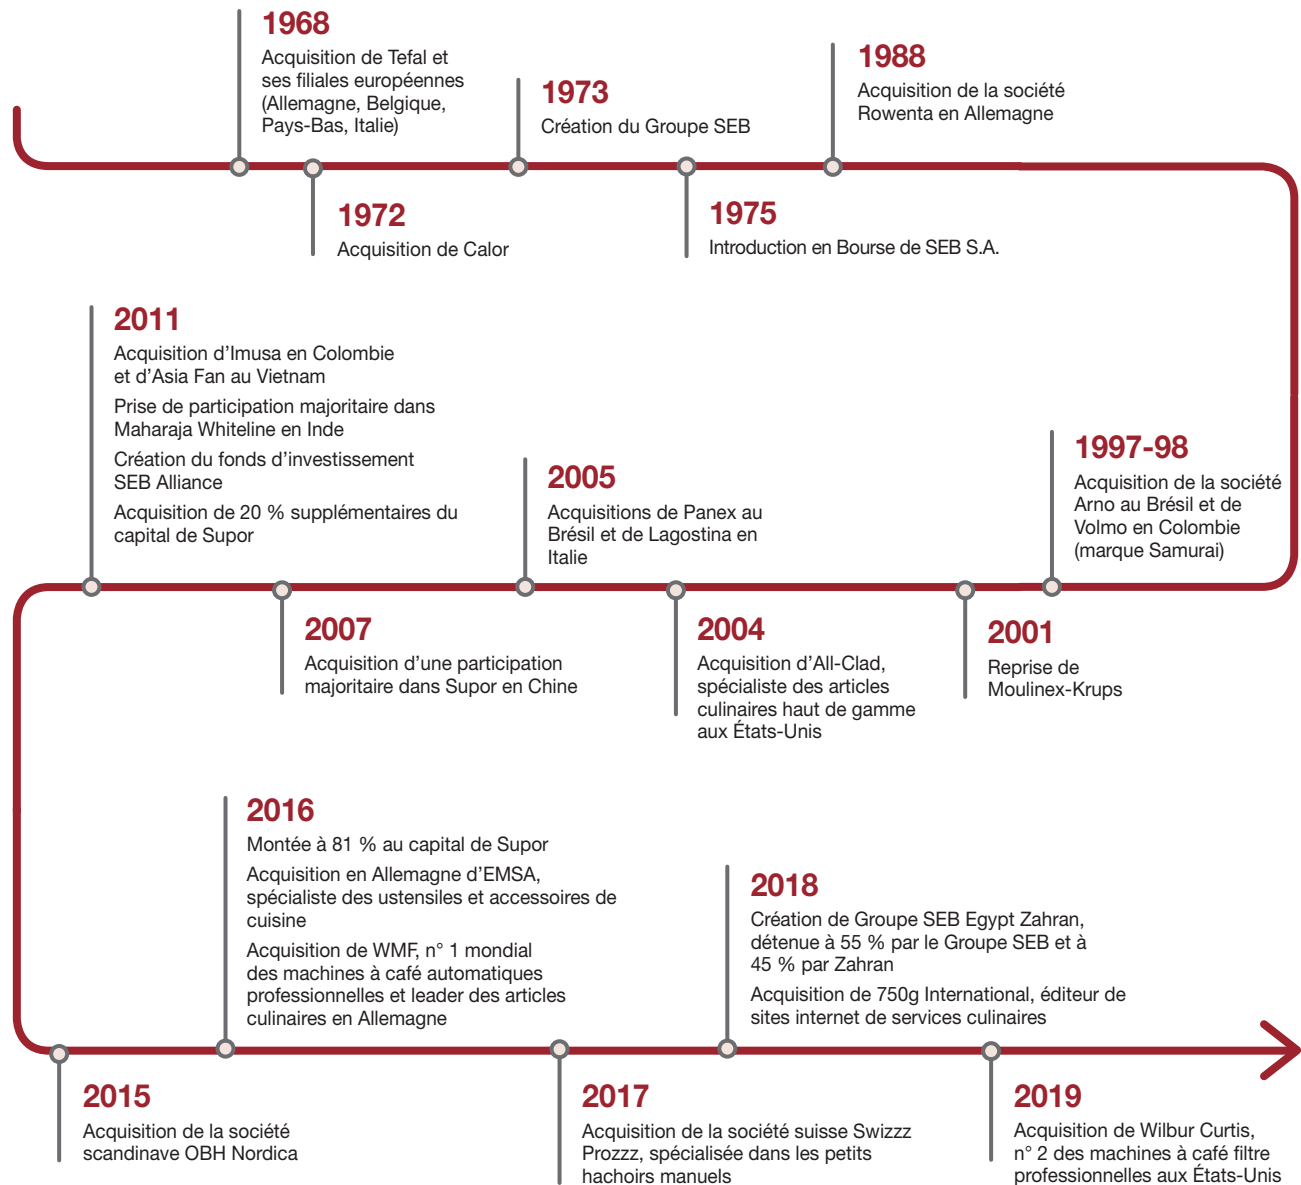 1968
Acquisition de Tefal et
ses filiales européennes
(Allemagne, Belgique,
Pays-Bas, Italie)
1972
Acquisition de Calor
1973
Création du Groupe SEB
1975
Introduction en Bourse de SEB S.A.
1988
Acquisition de la société
Rowenta en Allemagne
1997-98
Acquisition de la société
Arno au Brésil et de
Volmo en Colombie
(marque Samurai)
2001
Reprise de
Moulinex-Krups
2004
Acquisition d'All-Clad,
spécialiste des articles
culinaires haut de gamme
aux États-Unis
2005
Acquisitions de Panex au
Brésil et de Lagostina en
Italie
2007
Acquisition d'une participation
majoritaire dans Supor en Chine
2011
Acquisition d'Imusa en Colombie
et d'Asia Fan au Vietnam
Prise de participation majoritaire dans
Maharaja Whiteline en Inde
Création du fonds d'investissement
SEB Alliance
Acquisition de 20 % supplémentaires du
capital de Supor
2015
Acquisition de la société
scandinave OBH Nordica
2016
Montée à 81 % au capital de Supor
Acquisition en Allemagne d'EMSA,
spécialiste des ustensiles et accessoires de
cuisine
Acquisition de WMF, n° 1 mondial
des machines à café automatiques
professionnelles et leader des articles
culinaires en Allemagne
2017
Acquisition de la société suisse Swizzz
Prozzz, spécialisée dans les petits
hachoirs manuels
2018
Création de Groupe SEB Egypt Zahran,
détenue à 55 % par le Groupe SEB et à
45 % par Zahran
Acquisition de 750g International, éditeur de
sites internet de services culinaires
2019
Acquisition de Wilbur Curtis,
n° 2 des machines à café filtre
professionnelles aux États-Unis